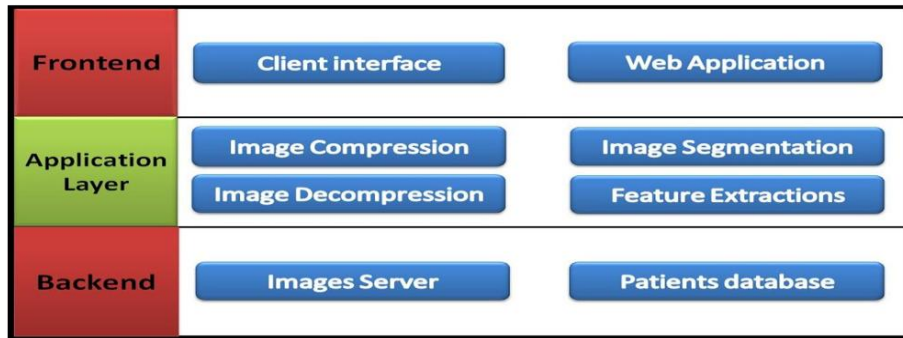 Frontend
Client interface
Web Application
Application
Layer
Image Compression
Image Segmentation
Image Decompression
Feature Extractions
Backend
Images Server
Patients database